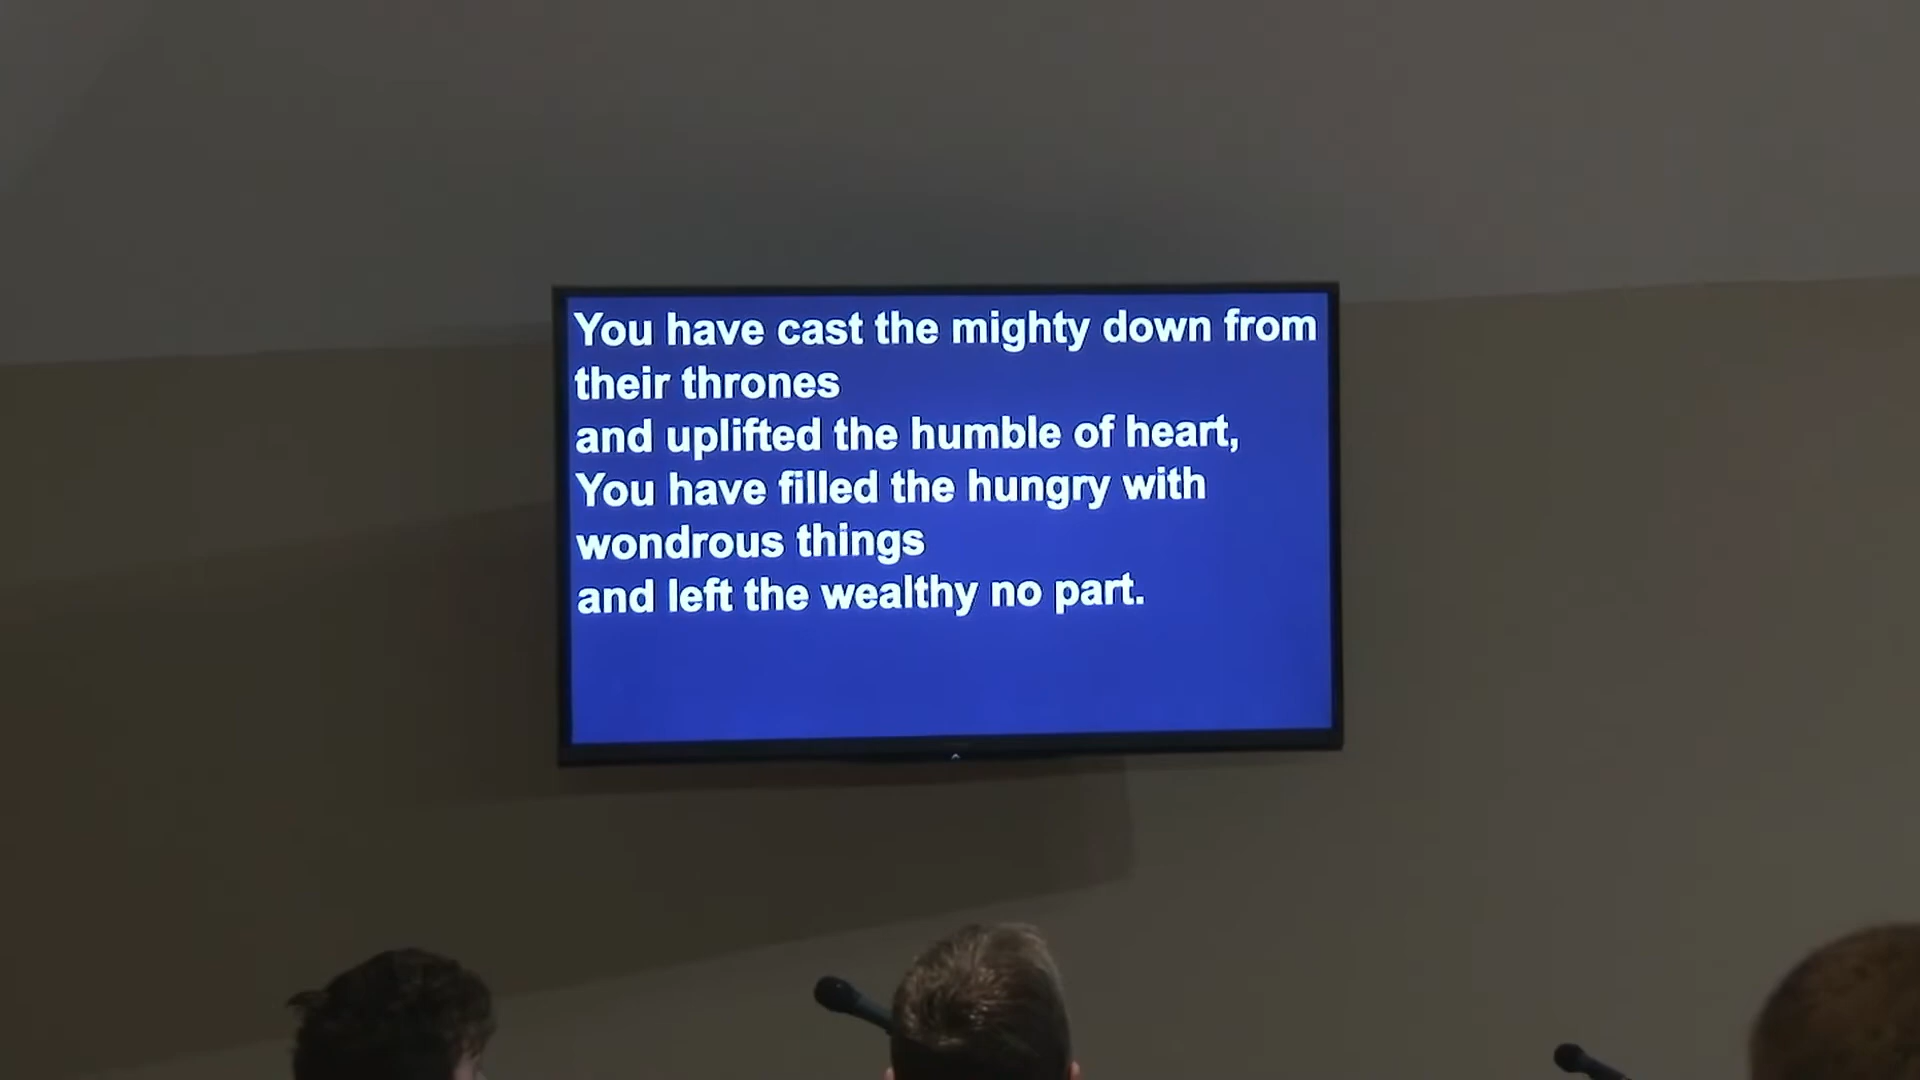 You have cast the mighty down from
their thrones
and uplifted the humble of heart,
You have filled the hungry with
wondrous things
and left the wealthy no part.